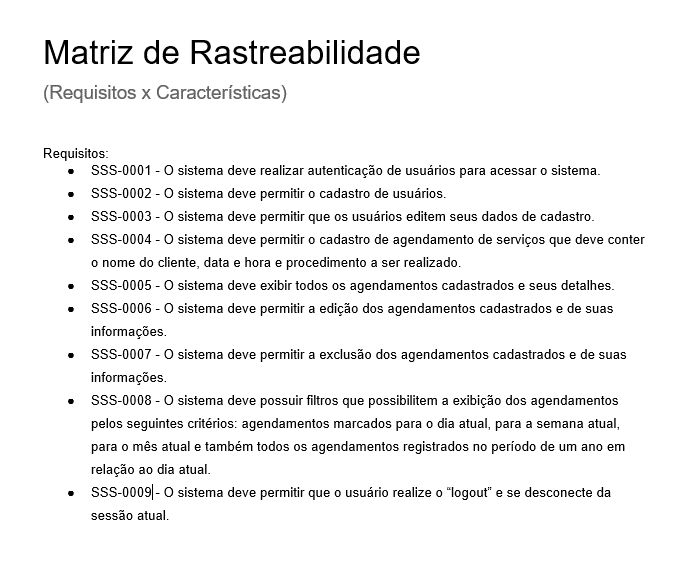 Matriz de Rastreabilidade
(Requisitos x Características)
Requisitos:
● SSS-0001 - O sistema deve realizar autenticação de usuários para acessar o sistema.
● SSS-0002 - O sistema deve permitir o cadastro de usuários.
● SSS-0003 - O sistema deve permitir que os usuários editem seus dados de cadastro.
● SSS-0004 - O sistema deve permitir o cadastro de agendamento de serviços que deve conter
o nome do cliente, data e hora e procedimento a ser realizado.
● SSS-0005 - O sistema deve exibir todos os agendamentos cadastrados e seus detalhes.
● SSS-0006 - O sistema deve permitir a edição dos agendamentos cadastrados e de suas
informações.
● SSS-0007 - O sistema deve permitir a exclusão dos agendamentos cadastrados e de suas
informações.
● SSS-0008 - O sistema deve possuir filtros que possibilitem a exibição dos agendamentos
pelos seguintes critérios: agendamentos marcados para o dia atual, para a semana atual,
para o mês atual e também todos os agendamentos registrados no período de um ano em
relação ao dia atual.
● SSS-0009 - O sistema deve permitir que o usuário realize o “logout” e se desconecte da
sessão atual.